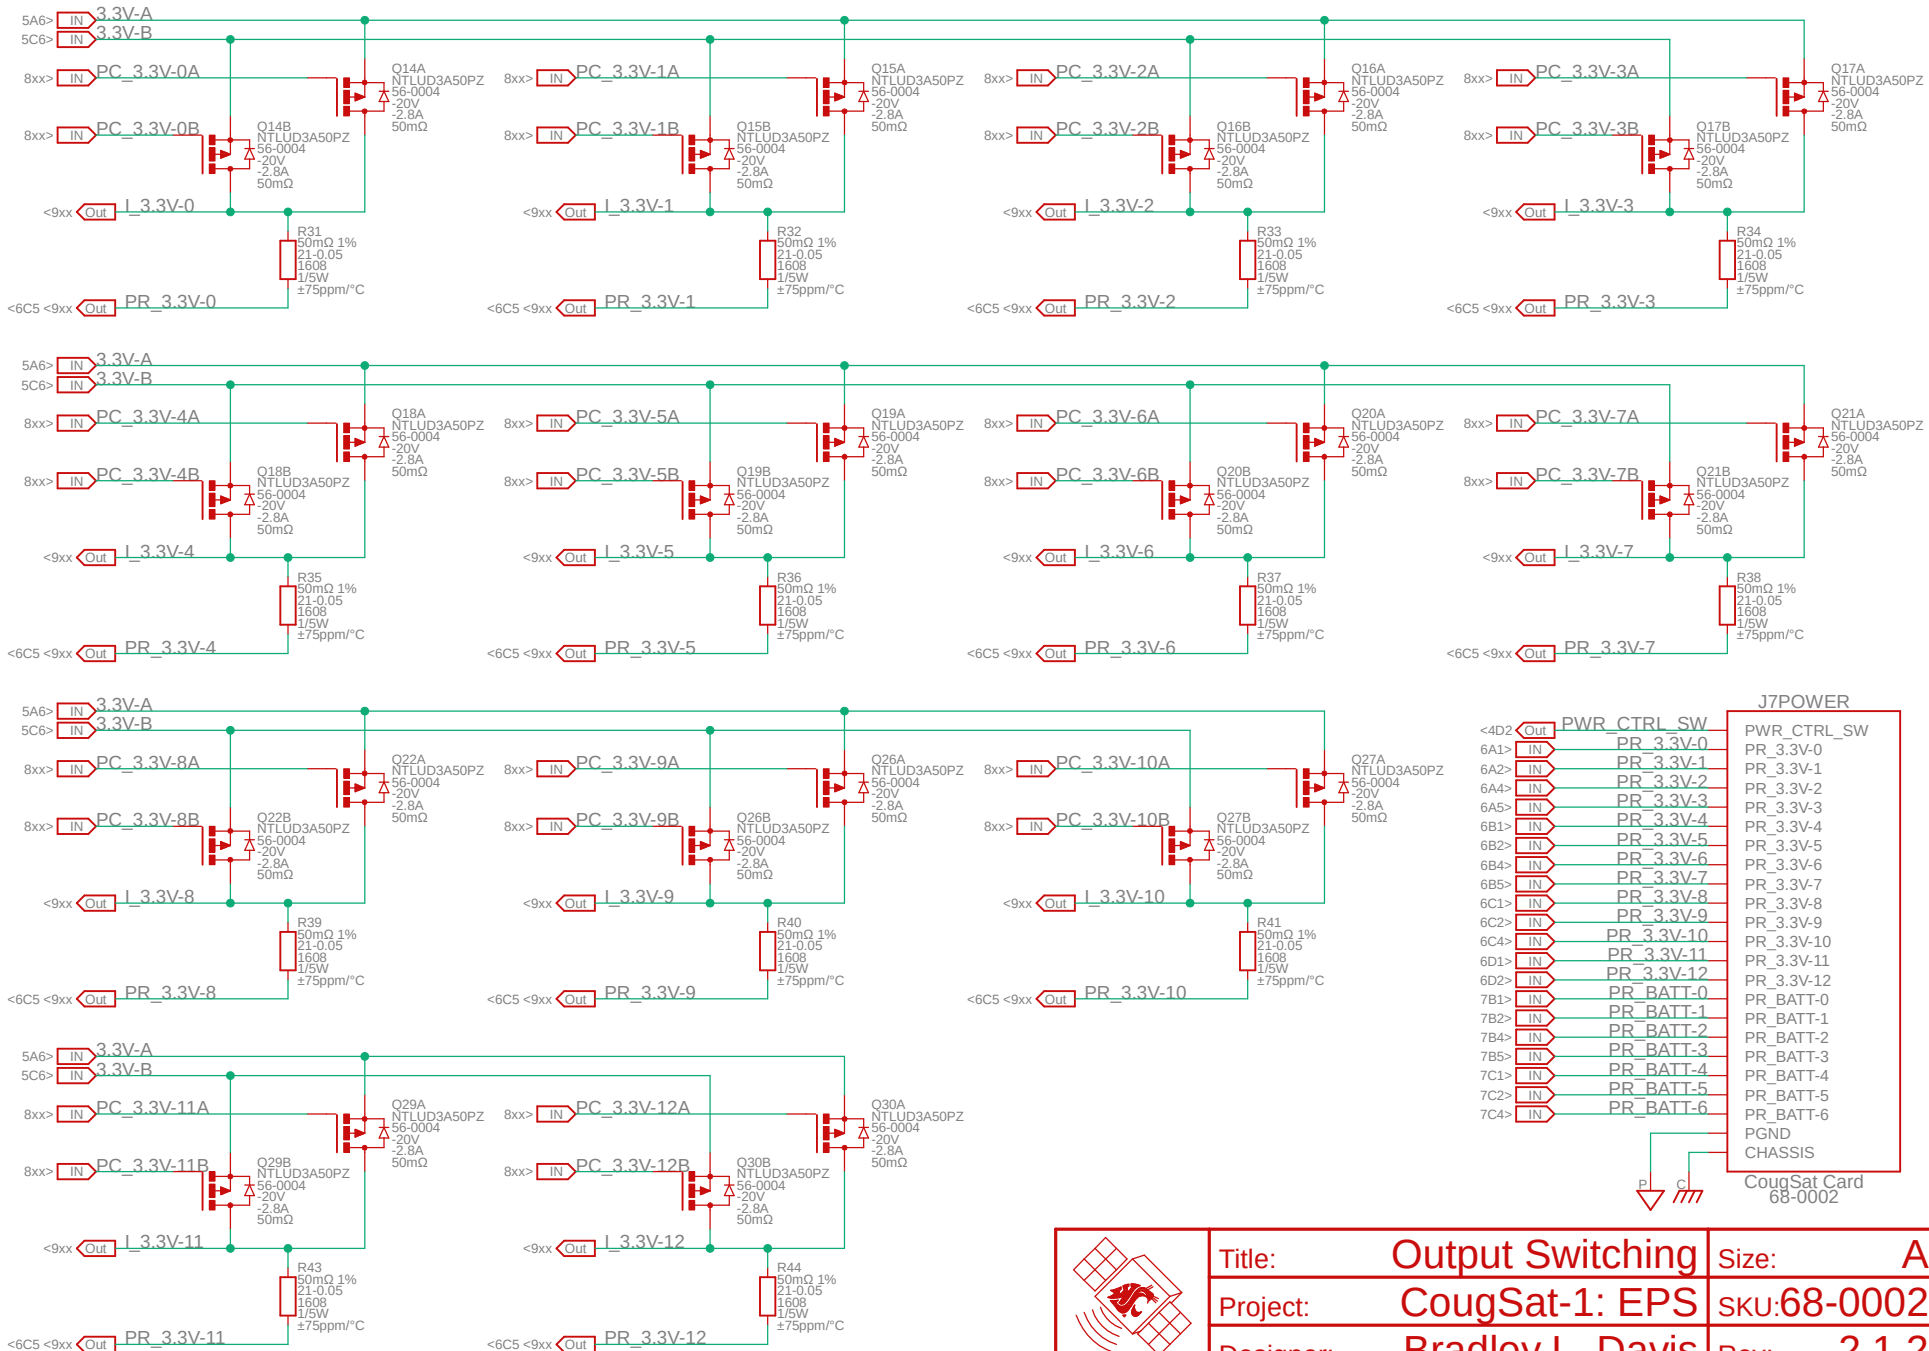 5A6> IN 3.3V-A
5C6> IN 3.3V-B
8xx> IN PC_3.3V-0A
Q14A
NTLUD3A50PZ
56-0004
-20V
-2.8A
50mΩ
8xx> IN PC_3.3V-0B
Q14B
NTLUD3A50PZ
56-0004
-20V
-2.8A
50mΩ
<9xx Out I_3.3V-0
R31
50mΩ 1%
21-0.05
1608
1/5W
±75ppm/°C
<6C5 <9xx Out PR_3.3V-0
8xx> IN PC_3.3V-1A
Q15A
NTLUD3A50PZ
56-0004
-20V
-2.8A
50mΩ
8xx> IN PC_3.3V-1B
Q15B
NTLUD3A50PZ
56-0004
-20V
-2.8A
50mΩ
<9xx Out I_3.3V-1
R32
50mΩ 1%
21-0.05
1608
1/5W
±75ppm/°C
<6C5 <9xx Out PR_3.3V-1
8xx> IN PC_3.3V-2A
Q16A
NTLUD3A50PZ
56-0004
-20V
-2.8A
50mΩ
8xx> IN PC_3.3V-2B
Q16B
NTLUD3A50PZ
56-0004
-20V
-2.8A
50mΩ
<9xx Out I_3.3V-2
R33
50mΩ 1%
21-0.05
1608
1/5W
±75ppm/°C
<6C5 <9xx Out PR_3.3V-2
8xx> IN PC_3.3V-3A
Q17A
NTLUD3A50PZ
56-0004
-20V
-2.8A
50mΩ
8xx> IN PC_3.3V-3B
Q17B
NTLUD3A50PZ
56-0004
-20V
-2.8A
50mΩ
<9xx Out I_3.3V-3
R34
50mΩ 1%
21-0.05
1608
1/5W
±75ppm/°C
<6C5 <9xx Out PR_3.3V-3
5A6> IN 3.3V-A
5C6> IN 3.3V-B
8xx> IN PC_3.3V-4A
Q18A
NTLUD3A50PZ
56-0004
-20V
-2.8A
50mΩ
8xx> IN PC_3.3V-4B
Q18B
NTLUD3A50PZ
56-0004
-20V
-2.8A
50mΩ
<9xx Out I_3.3V-4
R35
50mΩ 1%
21-0.05
1608
1/5W
±75ppm/°C
<6C5 <9xx Out PR_3.3V-4
8xx> IN PC_3.3V-5A
Q19A
NTLUD3A50PZ
56-0004
-20V
-2.8A
50mΩ
8xx> IN PC_3.3V-5B
Q19B
NTLUD3A50PZ
56-0004
-20V
-2.8A
50mΩ
<9xx Out I_3.3V-5
R36
50mΩ 1%
21-0.05
1608
1/5W
±75ppm/°C
<6C5 <9xx Out PR_3.3V-5
8xx> IN PC_3.3V-6A
Q20A
NTLUD3A50PZ
56-0004
-20V
-2.8A
50mΩ
8xx> IN PC_3.3V-6B
Q20B
NTLUD3A50PZ
56-0004
-20V
-2.8A
50mΩ
<9xx Out I_3.3V-6
R37
50mΩ 1%
21-0.05
1608
1/5W
±75ppm/°C
<6C5 <9xx Out PR_3.3V-6
8xx> IN PC_3.3V-7A
Q21A
NTLUD3A50PZ
56-0004
-20V
-2.8A
50mΩ
8xx> IN PC_3.3V-7B
Q21B
NTLUD3A50PZ
56-0004
-20V
-2.8A
50mΩ
<9xx Out I_3.3V-7
R38
50mΩ 1%
21-0.05
1608
1/5W
±75ppm/°C
<6C5 <9xx Out PR_3.3V-7
5A6> IN 3.3V-A
5C6> IN 3.3V-B
8xx> IN PC_3.3V-8A
Q22A
NTLUD3A50PZ
56-0004
-20V
-2.8A
50mΩ
8xx> IN PC_3.3V-8B
Q22B
NTLUD3A50PZ
56-0004
-20V
-2.8A
50mΩ
<9xx Out I_3.3V-8
R39
50mΩ 1%
21-0.05
1608
1/5W
±75ppm/°C
<6C5 <9xx Out PR_3.3V-8
8xx> IN PC_3.3V-9A
Q26A
NTLUD3A50PZ
56-0004
-20V
-2.8A
50mΩ
8xx> IN PC_3.3V-9B
Q26B
NTLUD3A50PZ
56-0004
-20V
-2.8A
50mΩ
<9xx Out I_3.3V-9
R40
50mΩ 1%
21-0.05
1608
1/5W
±75ppm/°C
<6C5 <9xx Out PR_3.3V-9
8xx> IN PC_3.3V-10A
Q27A
NTLUD3A50PZ
56-0004
-20V
-2.8A
50mΩ
8xx> IN PC_3.3V-10B
Q27B
NTLUD3A50PZ
56-0004
-20V
-2.8A
50mΩ
<9xx Out I_3.3V-10
R41
50mΩ 1%
21-0.05
1608
1/5W
±75ppm/°C
<6C5 <9xx Out PR_3.3V-10
J7POWER
<4D2 Out PWR_CTRL_SW PWR_CTRL_SW
6A1> IN PR_3.3V-0 PR_3.3V-0
6A2> IN PR_3.3V-1 PR_3.3V-1
6A4> IN PR_3.3V-2 PR_3.3V-2
6A5> IN PR_3.3V-3 PR_3.3V-3
6B1> IN PR_3.3V-4 PR_3.3V-4
6B2> IN PR_3.3V-5 PR_3.3V-5
6B4> IN PR_3.3V-6 PR_3.3V-6
6B5> IN PR_3.3V-7 PR_3.3V-7
6C1> IN PR_3.3V-8 PR_3.3V-8
6C2> IN PR_3.3V-9 PR_3.3V-9
6C4> IN PR_3.3V-10 PR_3.3V-10
6D1> IN PR_3.3V-11 PR_3.3V-11
6D2> IN PR_3.3V-12 PR_3.3V-12
7B1> IN PR_BATT-0 PR_BATT-0
7B2> IN PR_BATT-1 PR_BATT-1
7B4> IN PR_BATT-2 PR_BATT-2
7B5> IN PR_BATT-3 PR_BATT-3
7C1> IN PR_BATT-4 PR_BATT-4
7C2> IN PR_BATT-5 PR_BATT-5
7C4> IN PR_BATT-6 PR_BATT-6
PGND
CHASSIS
P C
CougSat Card
68-0002
5A6> IN 3.3V-A
5C6> IN 3.3V-B
8xx> IN PC_3.3V-11A
Q29A
NTLUD3A50PZ
56-0004
-20V
-2.8A
50mΩ
8xx> IN PC_3.3V-11B
Q29B
NTLUD3A50PZ
56-0004
-20V
-2.8A
50mΩ
<9xx Out I_3.3V-11
R43
50mΩ 1%
21-0.05
1608
1/5W
±75ppm/°C
<6C5 <9xx Out PR_3.3V-11
8xx> IN PC_3.3V-12A
Q30A
NTLUD3A50PZ
56-0004
-20V
-2.8A
50mΩ
8xx> IN PC_3.3V-12B
Q30B
NTLUD3A50PZ
56-0004
-20V
-2.8A
50mΩ
<9xx Out I_3.3V-12
R44
50mΩ 1%
21-0.05
1608
1/5W
±75ppm/°C
<6C5 <9xx Out PR_3.3V-12
Title: Output Switching Size: A
Project: CougSat-1: EPS SKU:68-0002
Designer: Bradley L. Davis Rev: 2.1.2